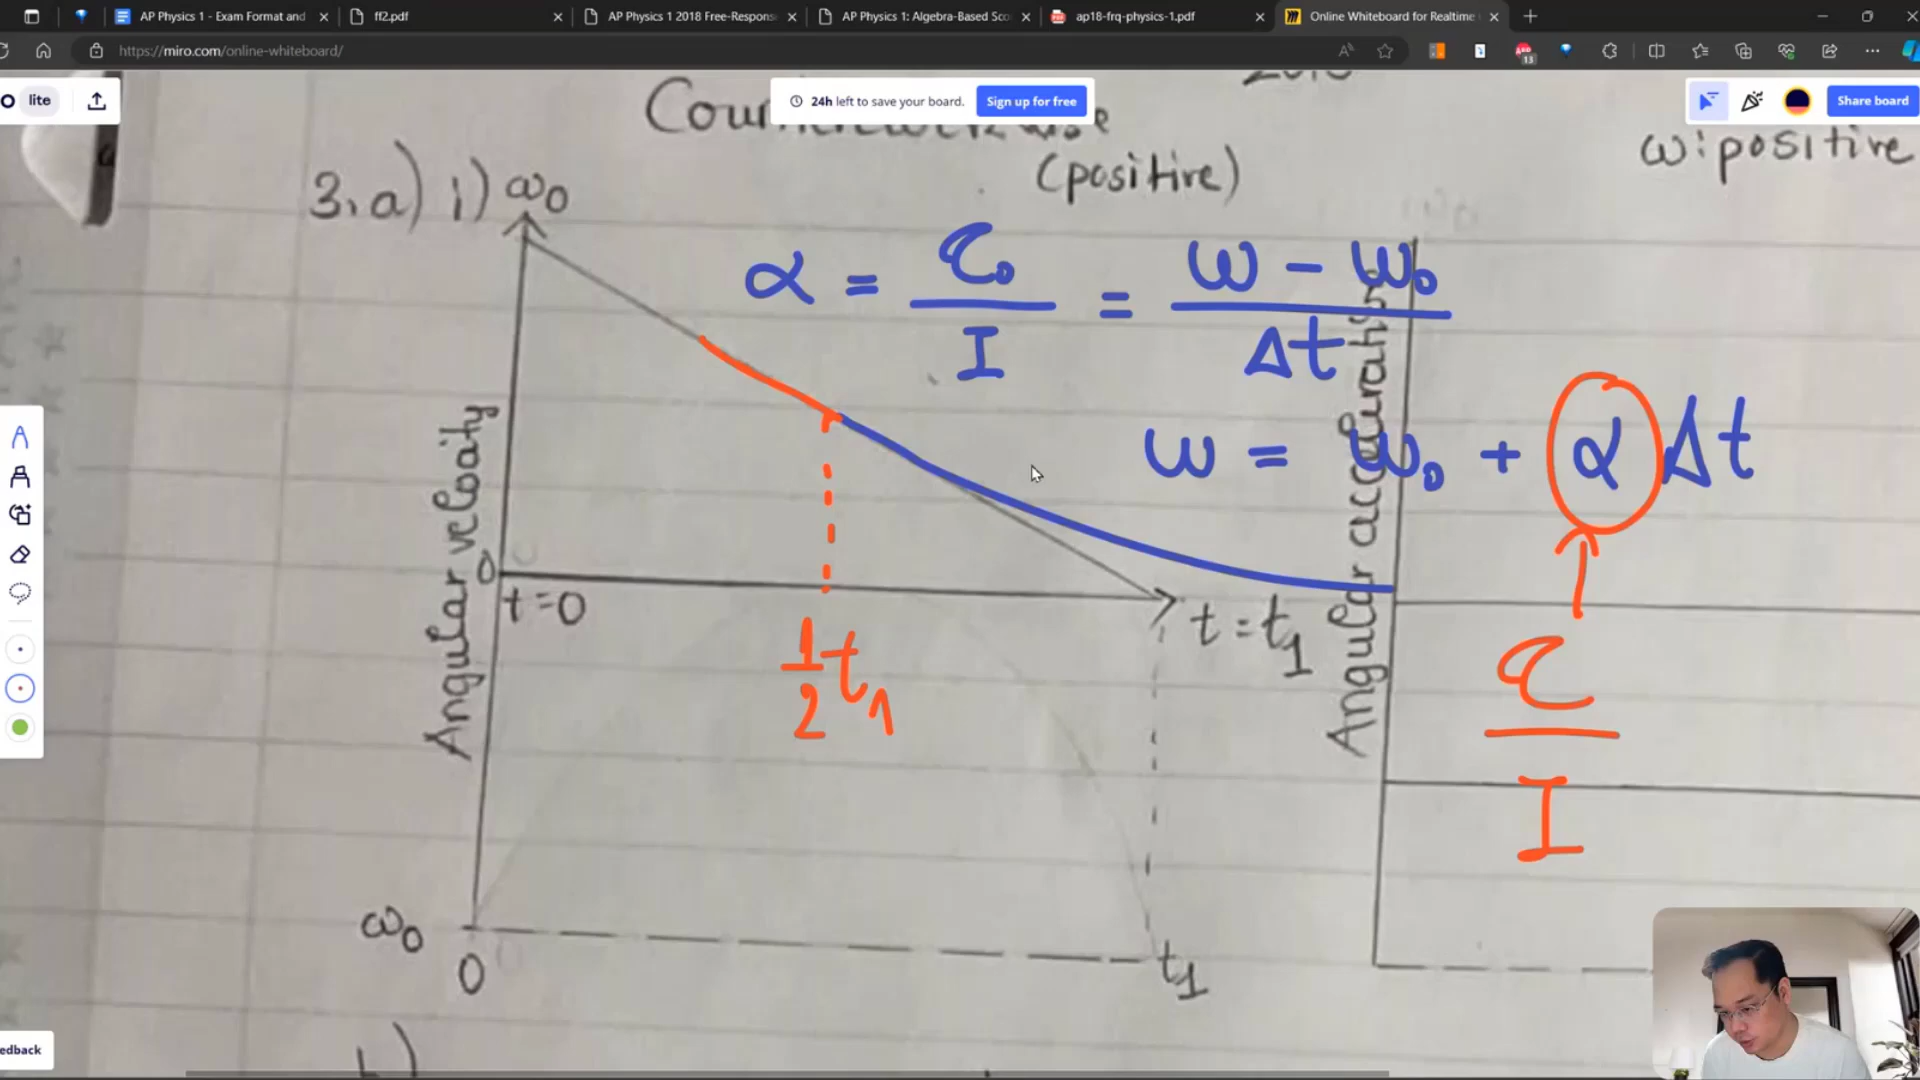 AP Physics 1 - Exam Format and
ff2.pdf
AP Physics 1 2018 Free-Respons
AP Physics 1: Algebra-Based Sco
ap18-frq-physics-1.pdf
Online Whiteboard for Realtime
https://miro.com/online-whiteboard/
13
lite
24h left to save your board.
Sign up for free
Share board
Counterclockwise
(positive)
ω:positive
3.a) i) ω0
α = τ0 / I = ω - ω0 / Δt
ω = ω0 + α Δt
τ / I
Angular velocity
0
t=0
1/2 t1
t=t1
Angular acceleration
ω0
0
t1
edback